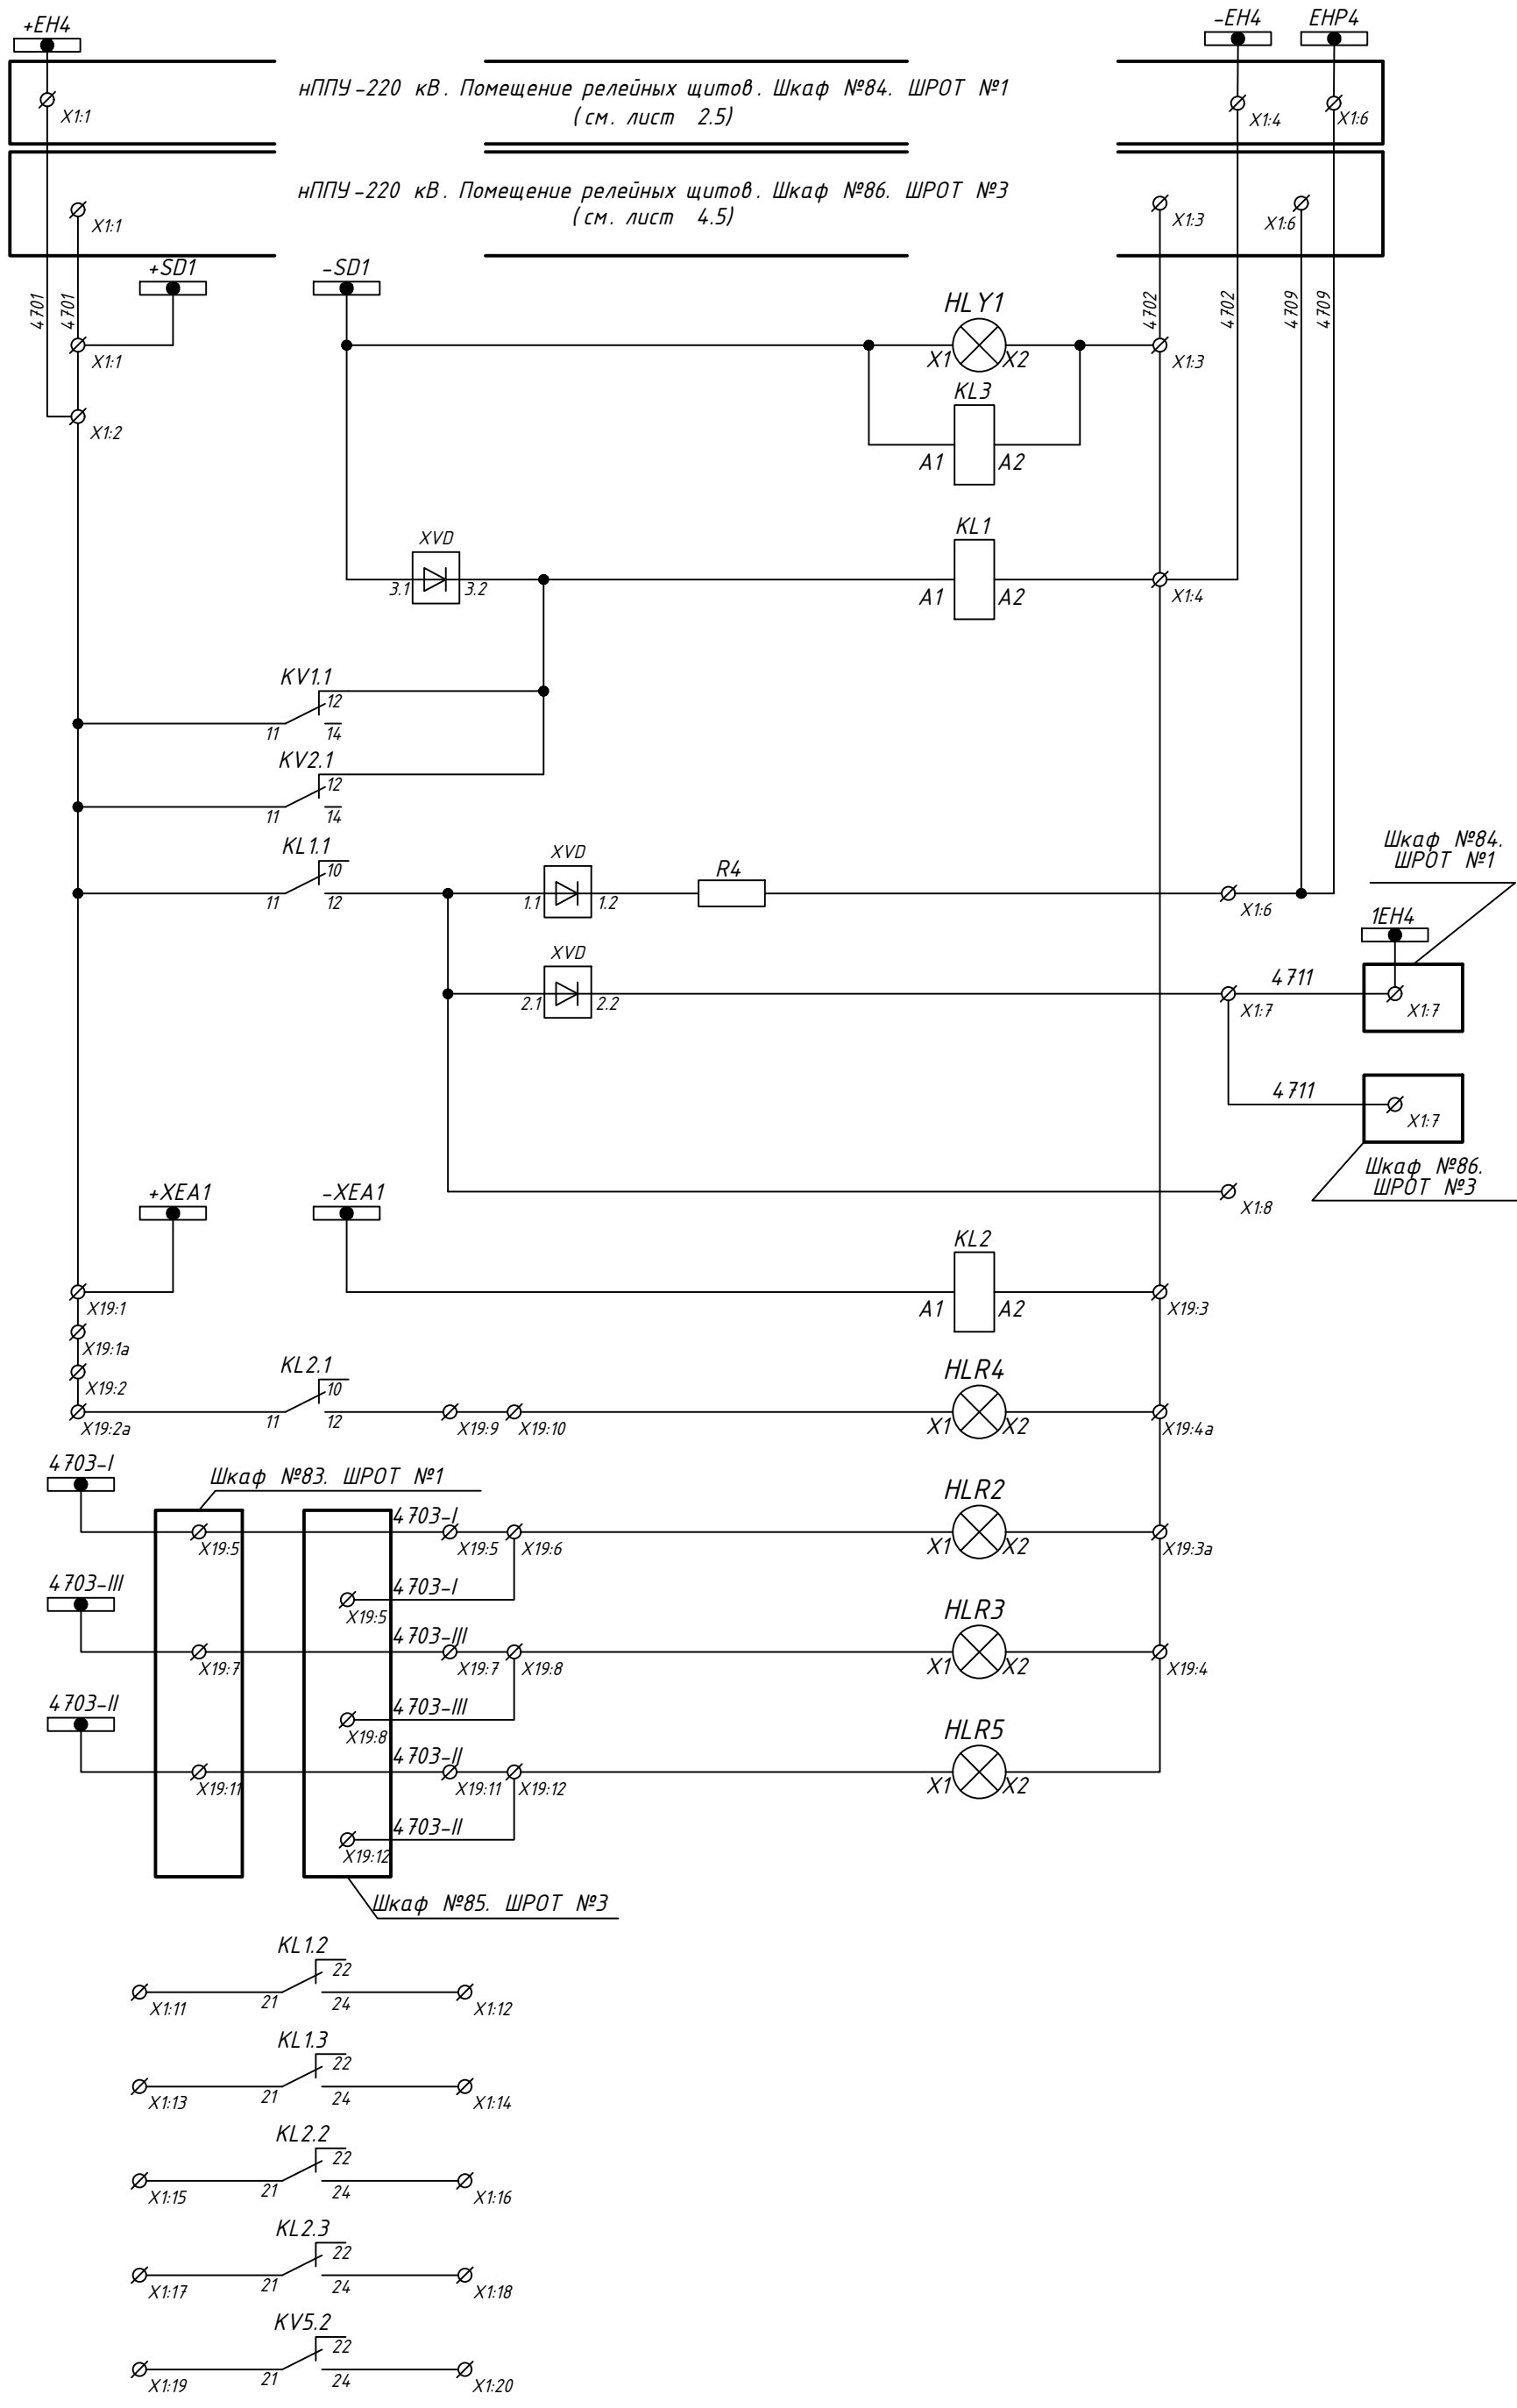 +EH4
-EH4
EHP4
нППУ-220 кВ. Помещение релейных щитов. Шкаф №84. ШРОТ №1
(см. лист 2.5)
X1:1
X1:4
X1:6
нППУ-220 кВ. Помещение релейных щитов. Шкаф №86. ШРОТ №3
(см. лист 4.5)
X1:1
X1:3
X1:6
+SD1
-SD1
4701
4701
4702
4702
4709
4709
HLY1
X1:1
X1
X2
X1:3
KL3
X1:2
A1
A2
KL1
XVD
3.1
3.2
A1
A2
X1:4
KV1.1
12
11
14
KV2.1
12
11
14
KL1.1
10
11
12
XVD
1.1
1.2
R4
X1:6
Шкаф №84.
ШРОТ №1
1EH4
XVD
2.1
2.2
X1:7
4711
X1:7
4711
X1:7
Шкаф №86.
ШРОТ №3
X1:8
+XEA1
-XEA1
KL2
X19:1
A1
A2
X19:3
X19:1a
X19:2
KL2.1
10
HLR4
X19:2a
11
12
X19:9
X19:10
X1
X2
X19:4a
4703-I
Шкаф №83. ШРОТ №1
HLR2
4703-I
X19:5
X19:5
X19:6
X1
X2
X19:3a
4703-III
4703-I
X19:5
HLR3
4703-III
X19:7
X19:7
X19:8
X1
X2
X19:4
4703-II
4703-III
X19:8
HLR5
4703-II
X19:11
X19:11
X19:12
X1
X2
4703-II
X19:12
Шкаф №85. ШРОТ №3
KL1.2
22
X1:11
21
24
X1:12
KL1.3
22
X1:13
21
24
X1:14
KL2.2
22
X1:15
21
24
X1:16
KL2.3
22
X1:17
21
24
X1:18
KV5.2
22
X1:19
21
24
X1:20